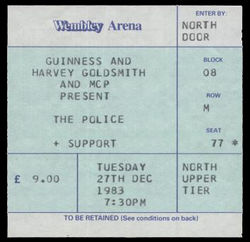 Wembley Arena
ENTER BY:
NORTH
DOOR
GUINNESS AND
HARVEY GOLDSMITH
AND MCP
PRESENT
THE POLICE
+ SUPPORT
BLOCK
08
ROW
M
SEAT
77 *
£ 9.00
TUESDAY
27TH DEC
1983
7:30PM
NORTH
UPPER
TIER
TO BE RETAINED (See conditions on back)